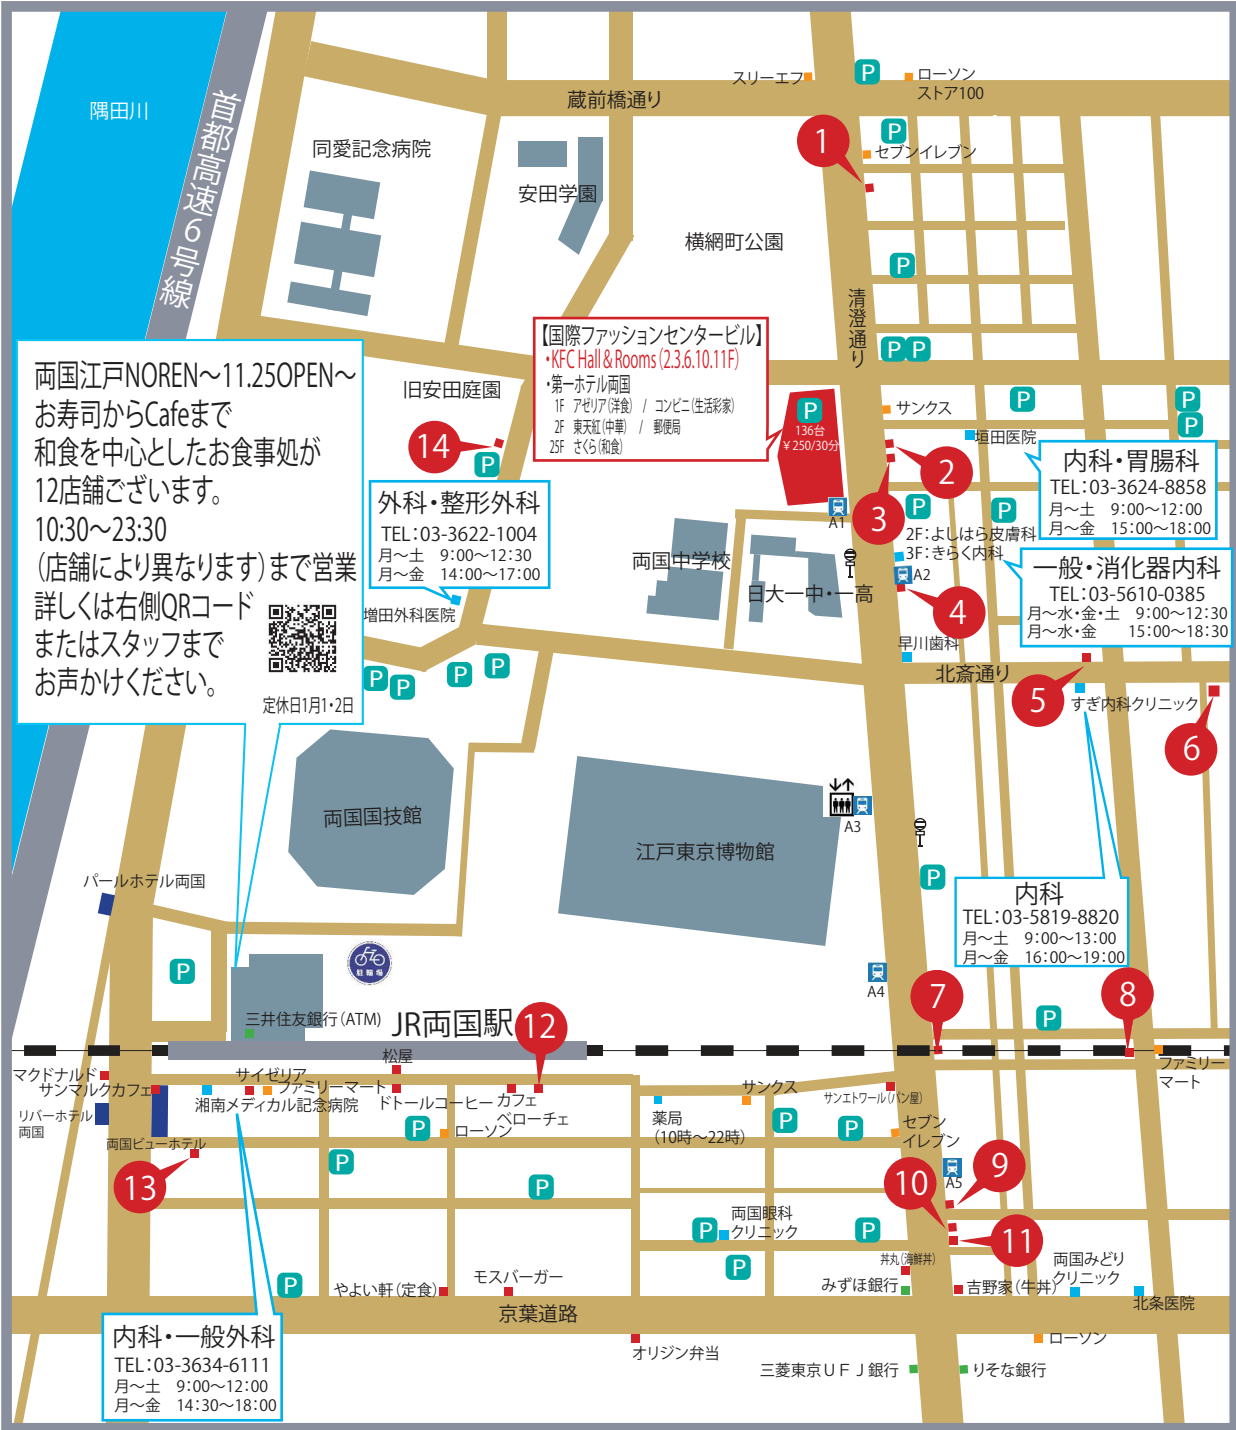 隅田川
首都高速6号線
同愛記念病院
安田学園
蔵前橋通り
スリーエフ
P
ローソン
ストア100
P
セブンイレブン
1
横網町公園
P
清澄通り
P
P
【国際ファッションセンタービル】
・KFC Hall & Rooms (2.3.6.10.11F)
・第一ホテル両国
1F アゼリア(洋食) / コンビニ(生活彩家)
2F 東天紅(中華) / 郵便局
25F さくら(和食)
P
136台
￥250/30分
両国江戸NOREN～11.25OPEN～
お寿司からCafeまで
和食を中心としたお食事処が
12店舗ございます。
10:30～23:30
(店舗により異なります)まで営業
詳しくは右側QRコード
またはスタッフまで
お声かけください。
定休日1月1・2日
旧安田庭園
14
P
外科・整形外科
TEL：03-3622-1004
月～土 9:00～12:30
月～金 14:00～17:00
増田外科医院
サンクス
P
P
P
垣田医院
内科・胃腸科
TEL：03-3624-8858
月～土 9:00～12:00
月～金 15:00～18:00
2
3
A1
P
P
2F：よしはら皮膚科
3F：きらく内科
A2
一般・消化器内科
TEL：03-5610-0385
月～水・金・土 9:00～12:30
月～水・金 15:00～18:30
両国中学校
日大一中・一高
4
早川歯科
北斎通り
5
すぎ内科クリニック
6
P
P
P
P
両国国技館
江戸東京博物館
A3
P
内科
TEL：03-5819-8820
月～土 9:00～13:00
月～金 16:00～19:00
パールホテル両国
P
駐輪場
A4
三井住友銀行(ATM)
JR両国駅
12
7
P
8
松屋
マクドナルド
サンマルクカフェ
サイゼリア
ファミリーマート
湘南メディカル記念病院
ドトールコーヒー
カフェ
ベローチェ
サンクス
サンエトワール(パン屋)
ファミリー
マート
リバーホテル
両国
両国ビューホテル
P
ローソン
薬局
(10時～22時)
P
P
セブン
イレブン
13
P
P
A5
9
10
11
P
両国眼科
クリニック
P
P
丼丸(海鮮丼)
みずほ銀行
吉野家(牛丼)
両国みどり
クリニック
北条医院
P
やよい軒(定食)
モスバーガー
京葉道路
内科・一般外科
TEL：03-3634-6111
月～土 9:00～12:00
月～金 14:30～18:00
オリジン弁当
ローソン
三菱東京ＵＦＪ銀行
りそな銀行